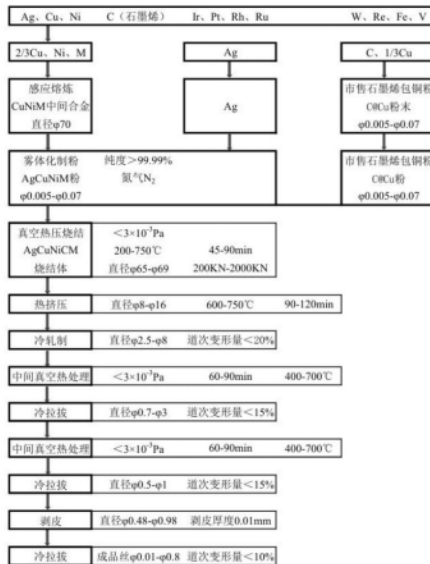 Ag、Cu、Ni C（石墨烯） Ir、Pt、Rh、Ru W、Re、Fe、V
2/3Cu、Ni、M Ag C、1/3Cu
感应熔炼
CuNiM中间合金
直径φ70
Ag
市售石墨烯包铜粉
C@Cu粉末
φ0.005-φ0.07
雾体化制粉 纯度>99.99%
AgCuNiM粉 氮气N₂
φ0.005-φ0.07
市售石墨烯包铜粉
C@Cu粉
φ0.005-φ0.07
真空热压烧结 <3×10⁻³Pa
AgCuNiCM 200-750℃ 45-90min
烧结体 直径φ65-φ69 200KN-2000KN
热挤压 直径φ8-φ16 600-750℃ 90-120min
冷轧制 直径φ2.5-φ8 道次变形量<20%
中间真空热处理 <3×10⁻³Pa 60-90min 400-700℃
冷拉拔 直径φ0.7-φ3 道次变形量<15%
中间真空热处理 <3×10⁻³Pa 60-90min 400-700℃
冷拉拔 直径φ0.5-φ1 道次变形量<15%
剥皮 直径φ0.48-φ0.98 剥皮厚度0.01mm
冷拉拔 成品丝φ0.01-φ0.8 道次变形量<10%